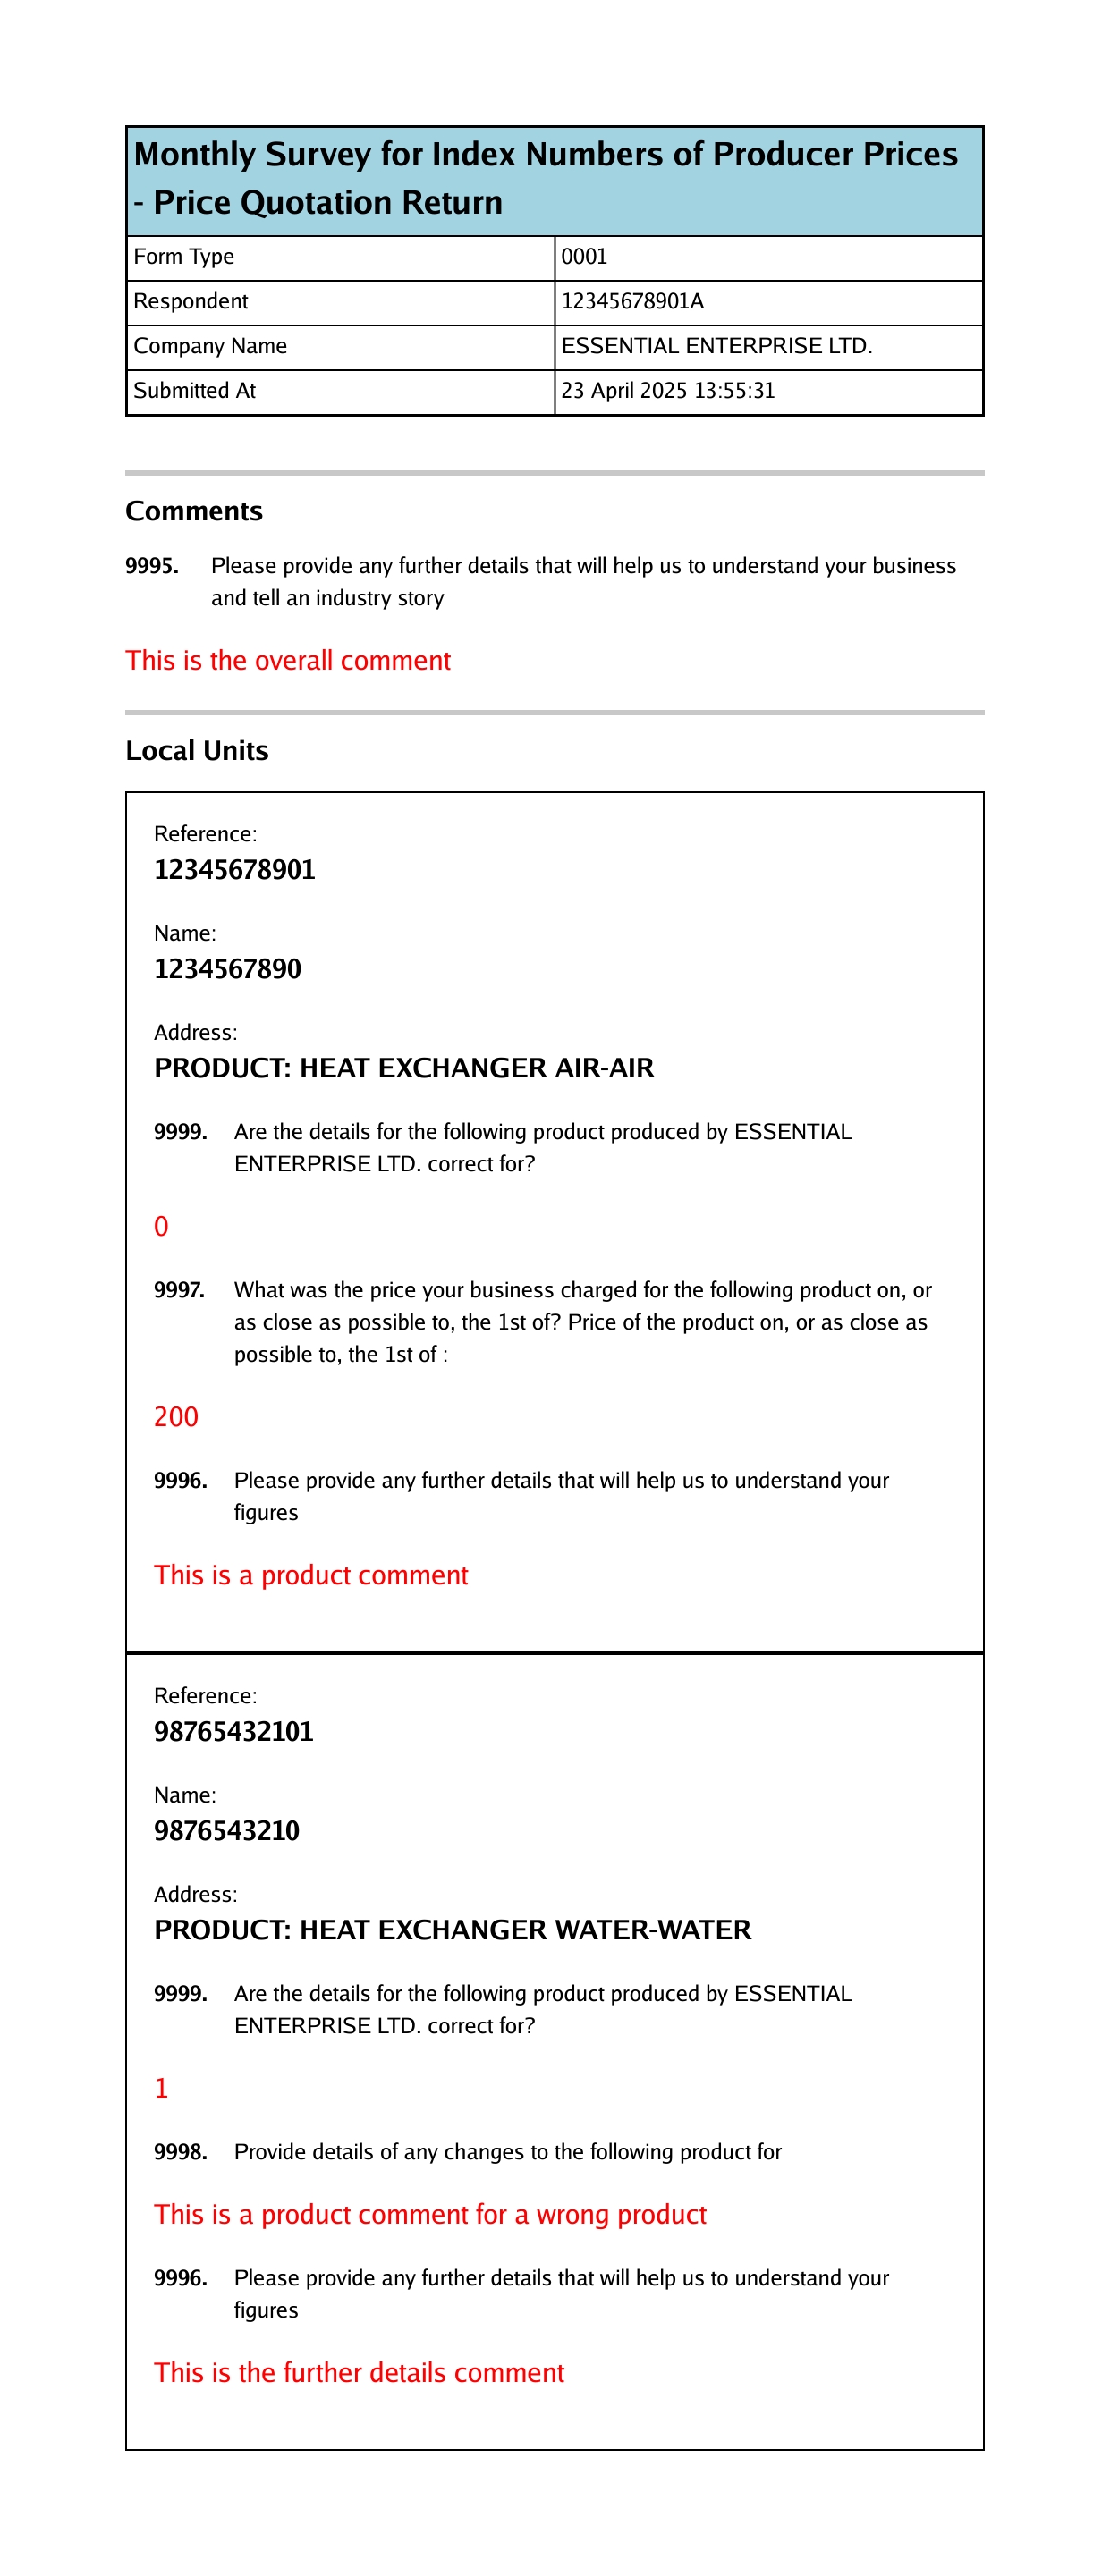 Monthly Survey for Index Numbers of Producer Prices
- Price Quotation Return
Form Type 0001
Respondent 12345678901A
Company Name ESSENTIAL ENTERPRISE LTD.
Submitted At 23 April 2025 13:55:31
Comments
9995. Please provide any further details that will help us to understand your business
and tell an industry story
This is the overall comment
Local Units
Reference:
12345678901
Name:
1234567890
Address:
PRODUCT: HEAT EXCHANGER AIR-AIR
9999. Are the details for the following product produced by ESSENTIAL
ENTERPRISE LTD. correct for?
0
9997. What was the price your business charged for the following product on, or
as close as possible to, the 1st of? Price of the product on, or as close as
possible to, the 1st of :
200
9996. Please provide any further details that will help us to understand your
figures
This is a product comment
Reference:
98765432101
Name:
9876543210
Address:
PRODUCT: HEAT EXCHANGER WATER-WATER
9999. Are the details for the following product produced by ESSENTIAL
ENTERPRISE LTD. correct for?
1
9998. Provide details of any changes to the following product for
This is a product comment for a wrong product
9996. Please provide any further details that will help us to understand your
figures
This is the further details comment